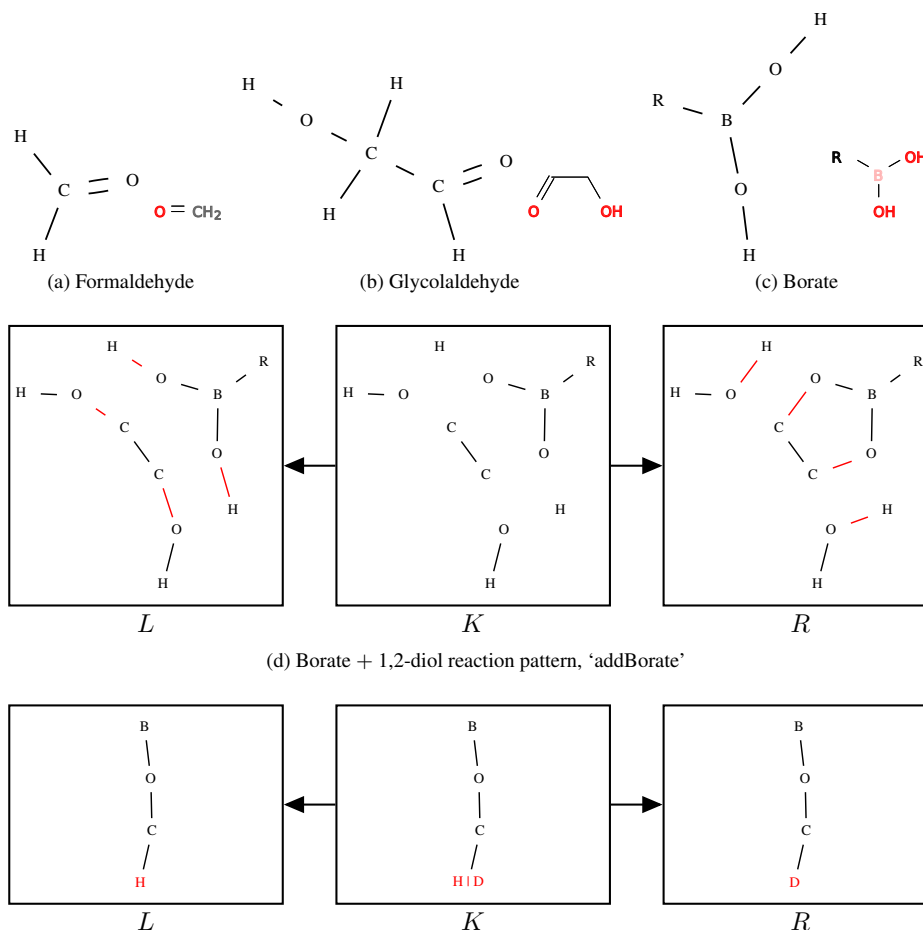 H
H
C
O
H
O
=
CH2
H
H
O
C
H
C
O
H
O
OH
H
O
R
B
O
H
R
B
OH
OH
(a) Formaldehyde
(b) Glycolaldehyde
(c) Borate
H
O
R
H
O
B
C
C
O
H
O
H
H
O
R
H
O
B
C
C
O
H
O
H
H
O
R
H
O
B
C
C
O
H
O
H
L
K
R
(d) Borate + 1,2-diol reaction pattern, ‘addBorate’
B
O
C
H
B
O
C
H | D
B
O
C
D
L
K
R